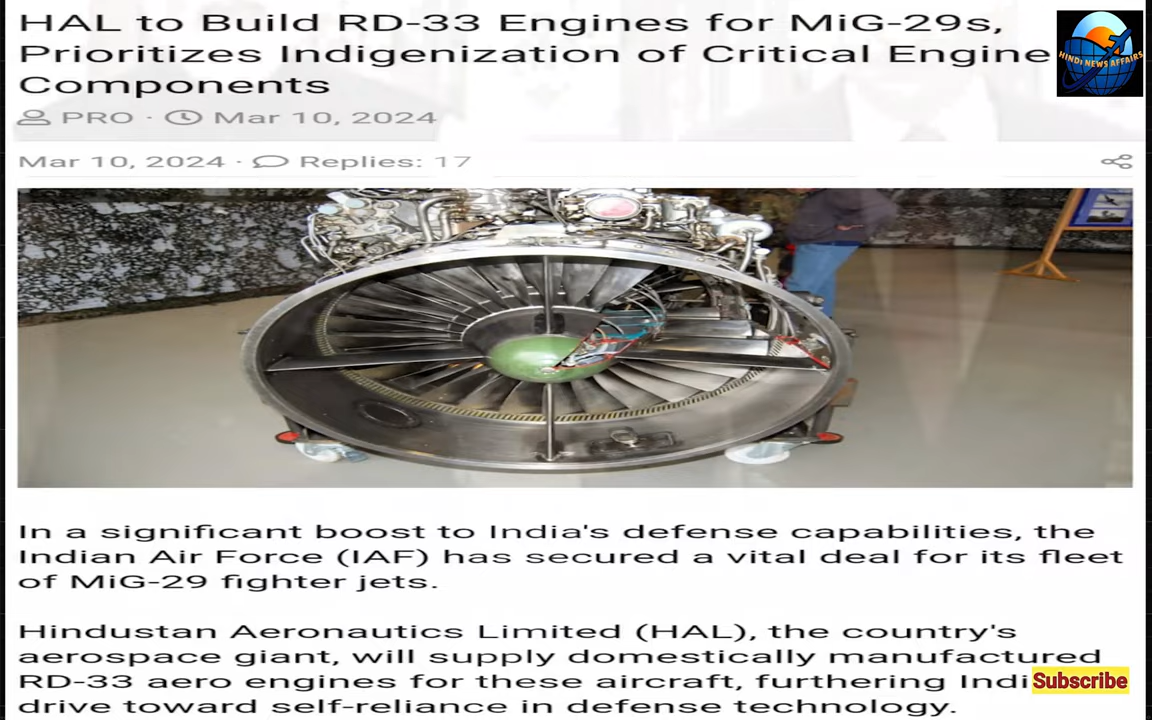 HAL to Build RD-33 Engines for MiG-29s,
Prioritizes Indigenization of Critical Engine
Components
PRO · Mar 10, 2024
Mar 10, 2024 · Replies: 17
HINDI NEWS AFFAIRS
In a significant boost to India's defense capabilities, the
Indian Air Force (IAF) has secured a vital deal for its fleet
of MiG-29 fighter jets.
Hindustan Aeronautics Limited (HAL), the country's
aerospace giant, will supply domestically manufactured
RD-33 aero engines for these aircraft, furthering Indi
Subscribe
drive toward self-reliance in defense technology.